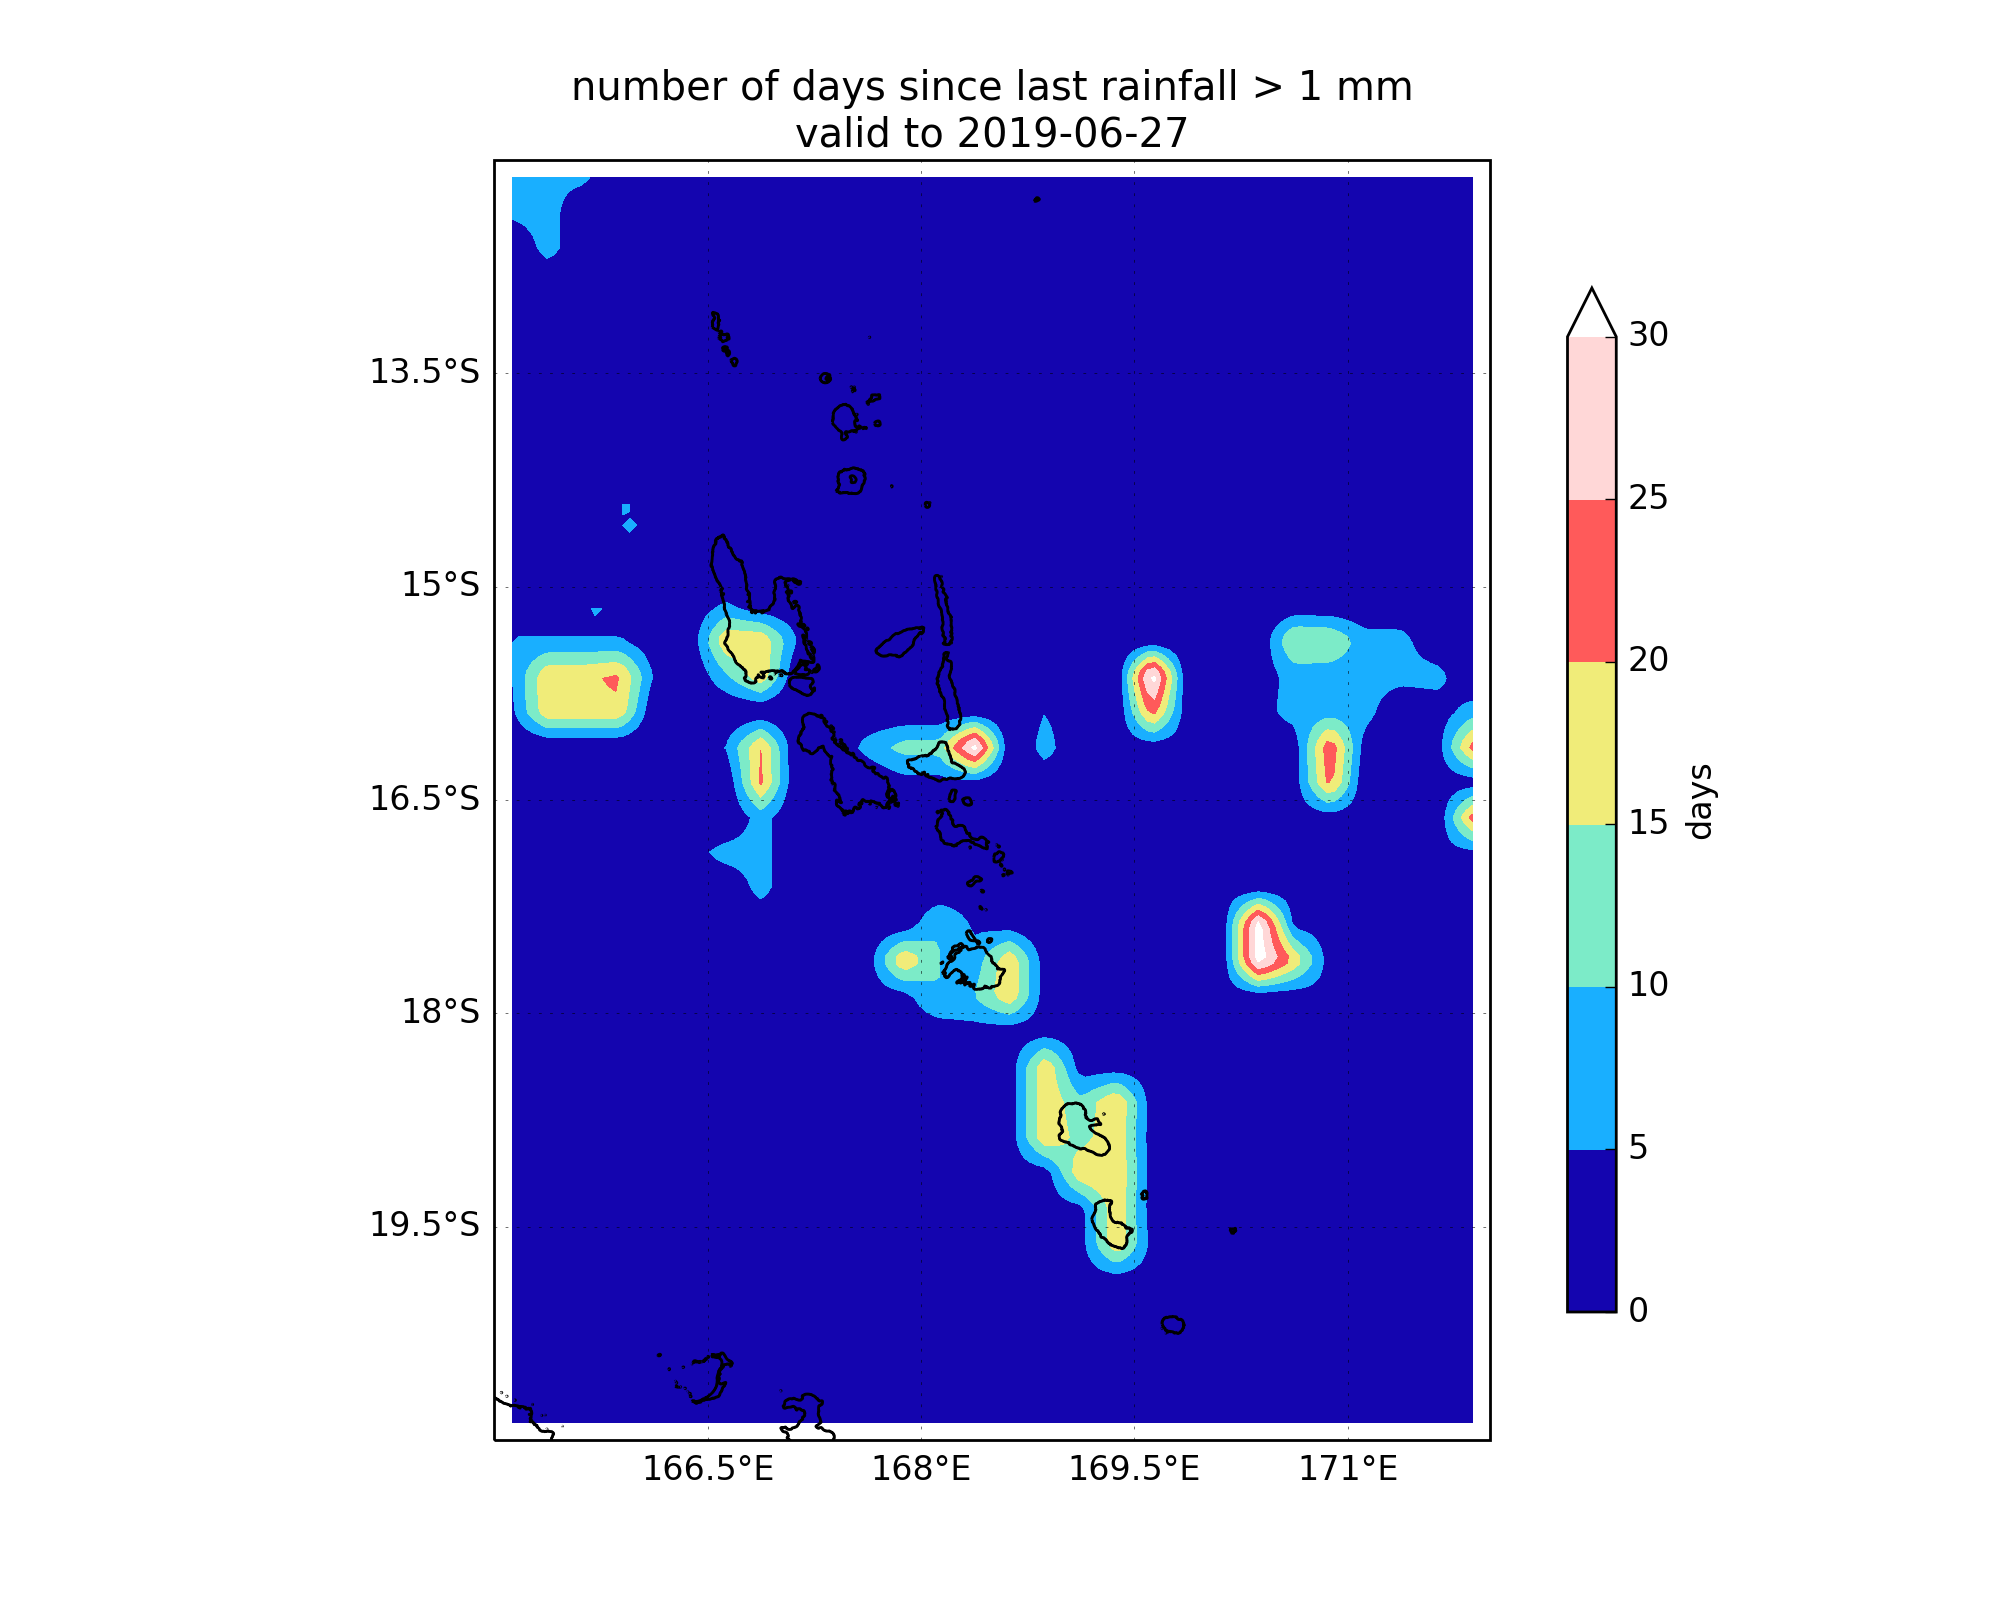 number of days since last rainfall > 1 mm
valid to 2019-06-27
13.5°S
15°S
16.5°S
18°S
19.5°S
166.5°E
168°E
169.5°E
171°E
30
25
20
15
10
5
0
days